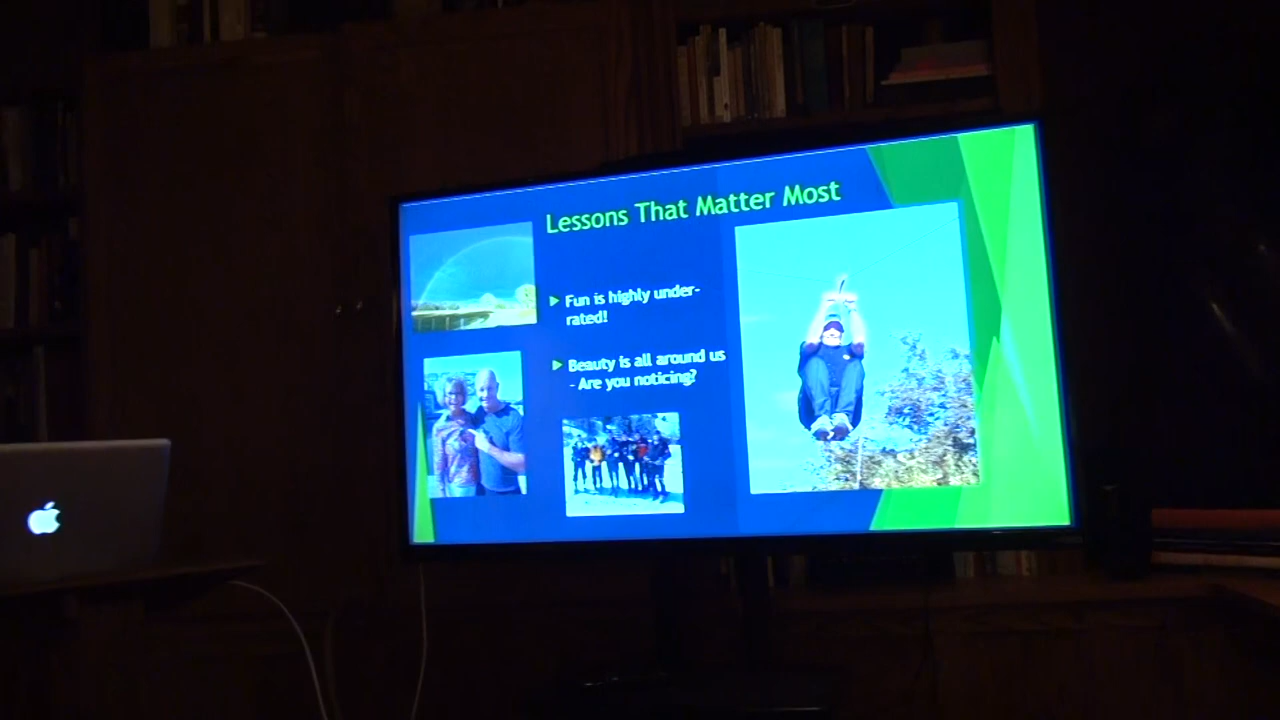 Lessons That Matter Most
Fun is highly under-
rated!
Beauty is all around us
- Are you noticing?